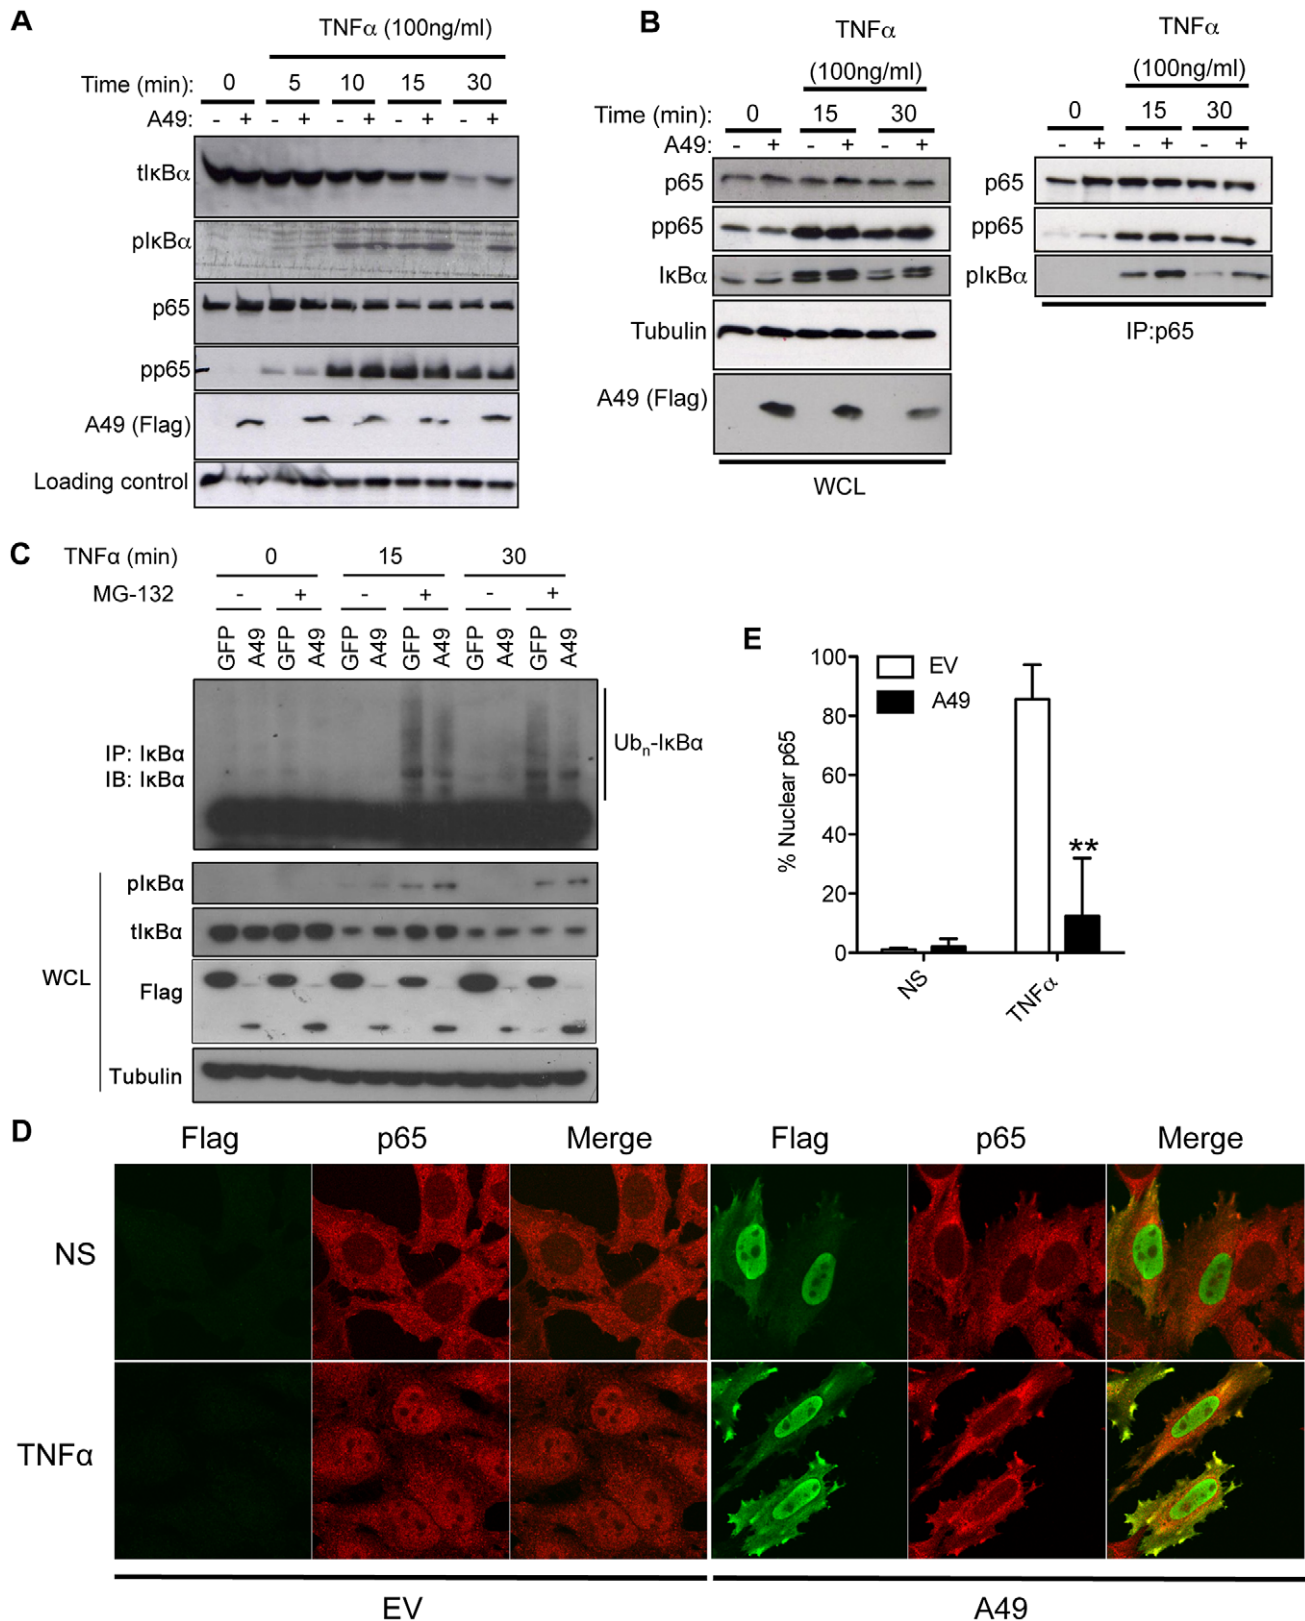 A
TNFα (100ng/ml)
Time (min): 0 5 10 15 30
A49: - + - + - + - + - +
tIκBα
pIκBα
p65
pp65
A49 (Flag)
Loading control
B
TNFα
(100ng/ml)
Time (min): 0 15 30
A49: - + - + - +
p65
pp65
IκBα
Tubulin
A49 (Flag)
WCL
TNFα
(100ng/ml)
0 15 30
- + - + - +
p65
pp65
pIκBα
IP:p65
C
TNFα (min) 0 15 30
MG-132 - + - + - +
GFP A49 GFP A49 GFP A49 GFP A49 GFP A49 GFP A49
IP: IκBα
IB: IκBα
Ubn-IκBα
pIκBα
tIκBα
WCL
Flag
Tubulin
E
% Nuclear p65
100
80
60
40
20
0
EV
A49
**
NS TNFα
D
Flag p65 Merge Flag p65 Merge
NS
TNFα
EV A49